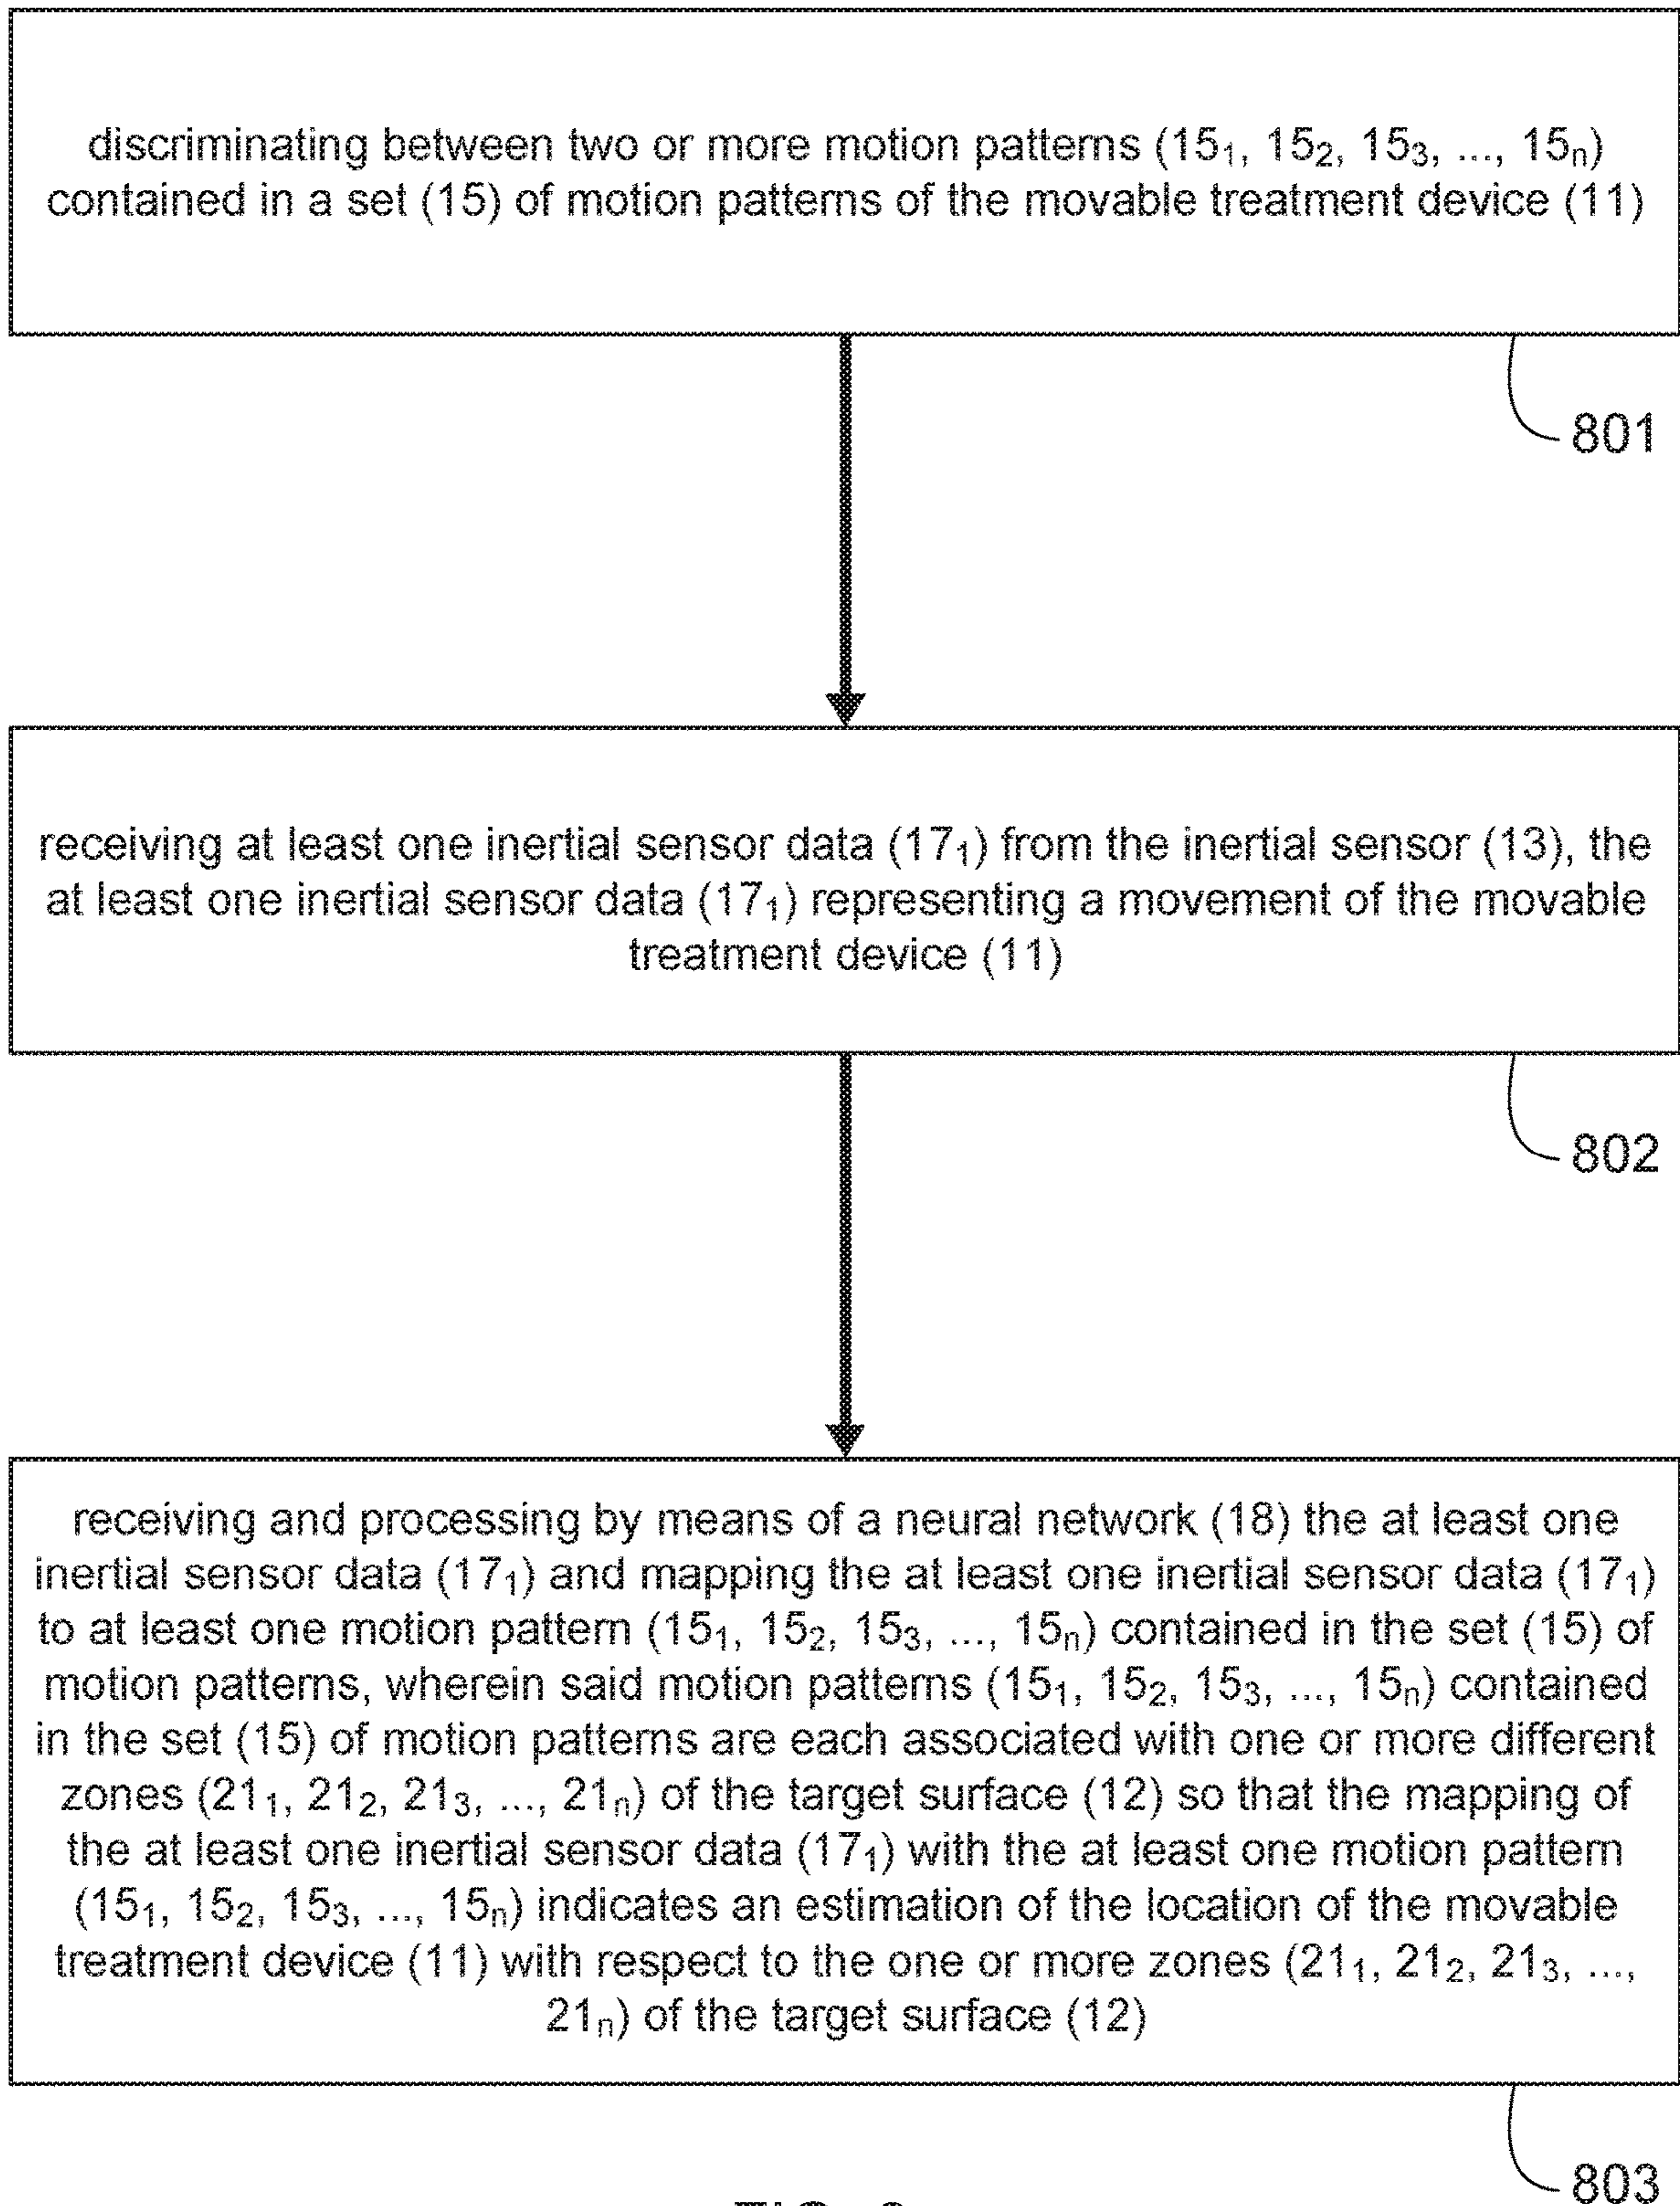 discriminating between two or more motion patterns (15₁, 15₂, 15₃, ..., 15ₙ)
contained in a set (15) of motion patterns of the movable treatment device (11)
801
receiving at least one inertial sensor data (17₁) from the inertial sensor (13), the
at least one inertial sensor data (17₁) representing a movement of the movable
treatment device (11)
802
receiving and processing by means of a neural network (18) the at least one
inertial sensor data (17₁) and mapping the at least one inertial sensor data (17₁)
to at least one motion pattern (15₁, 15₂, 15₃, ..., 15ₙ) contained in the set (15) of
motion patterns, wherein said motion patterns (15₁, 15₂, 15₃, ..., 15ₙ) contained
in the set (15) of motion patterns are each associated with one or more different
zones (21₁, 21₂, 21₃, ..., 21ₙ) of the target surface (12) so that the mapping of
the at least one inertial sensor data (17₁) with the at least one motion pattern
(15₁, 15₂, 15₃, ..., 15ₙ) indicates an estimation of the location of the movable
treatment device (11) with respect to the one or more zones (21₁, 21₂, 21₃, ...,
21ₙ) of the target surface (12)
803